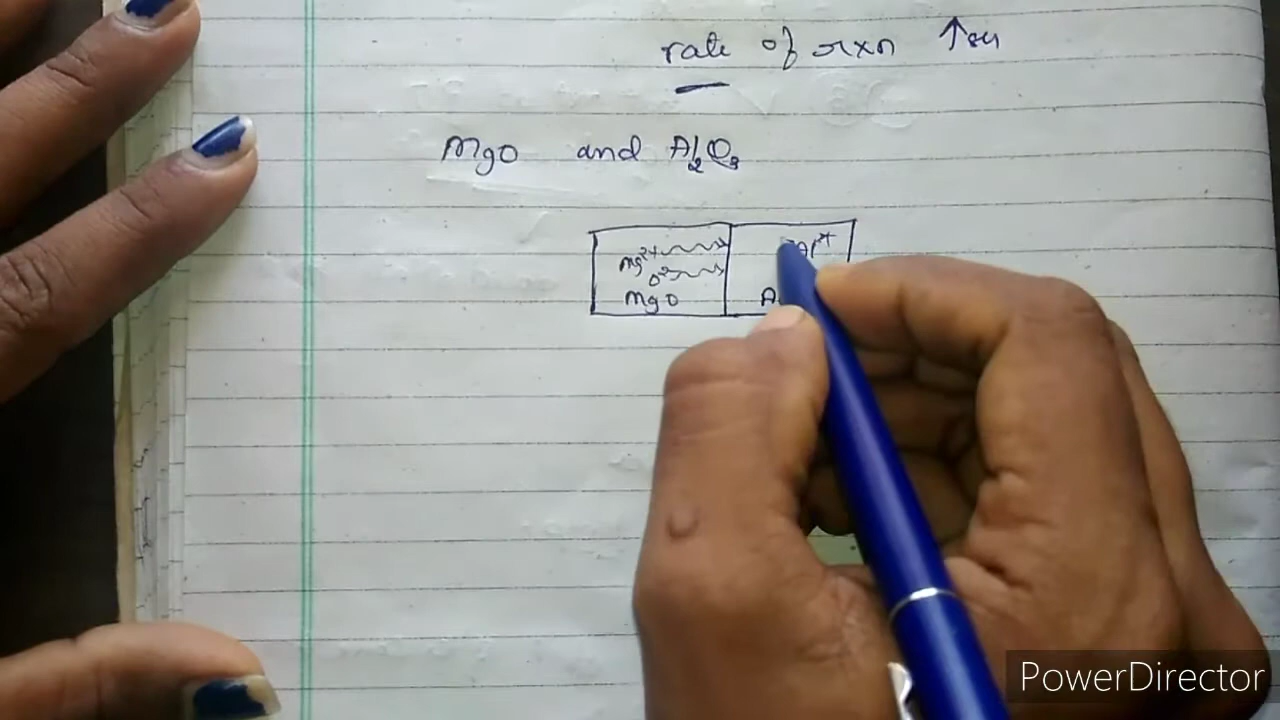 rate of rxn ↑ses
MgO and Al₂O₃
Mg²⁺
O²⁻
MgO
PowerDirector